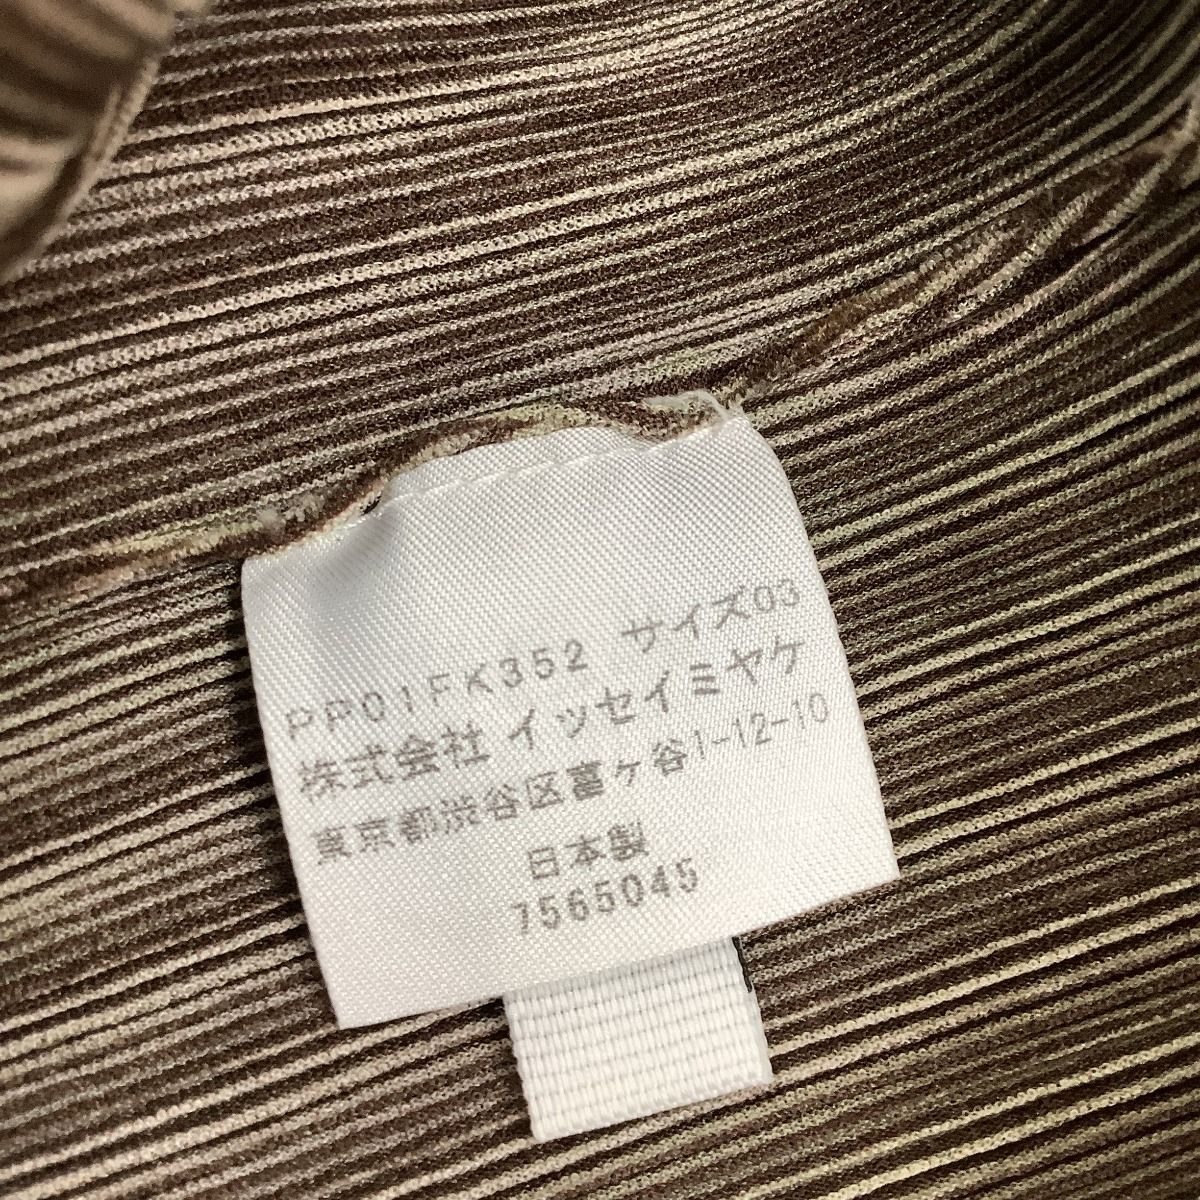 PP01FK352 サイズ03
株式会社 イッセイミヤケ
東京都渋谷区富ヶ谷1-12-10
日本製
7565045